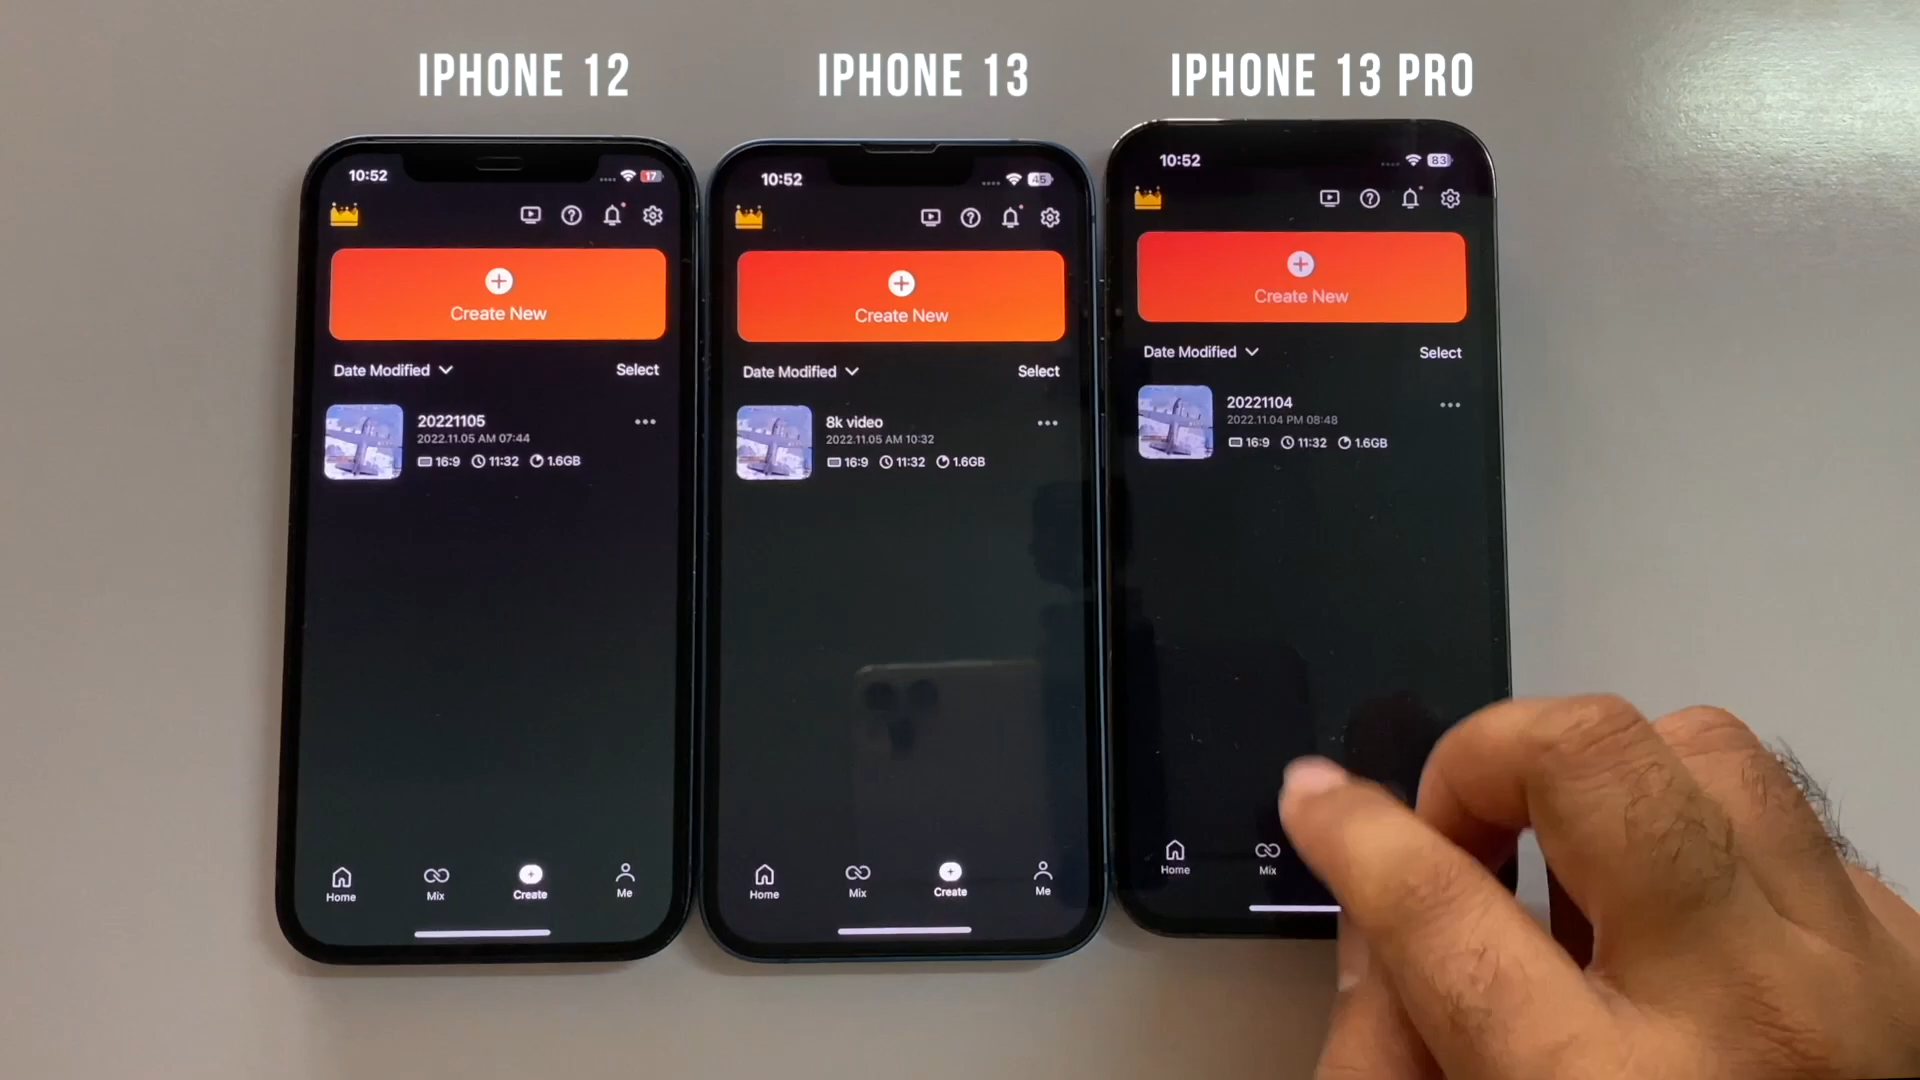 IPHONE 12
IPHONE 13
IPHONE 13 PRO
10:52
17
Create New
Date Modified
Select
20221105
2022.11.05 AM 07:44
16:9 11:32 1.6GB
Home
Mix
Create
Me
10:52
45
Create New
Date Modified
Select
8k video
2022.11.05 AM 10:32
16:9 11:32 1.6GB
Home
Mix
Create
Me
10:52
83
Create New
Date Modified
Select
20221104
2022.11.04 PM 08:48
16:9 11:32 1.6GB
Home
Mix